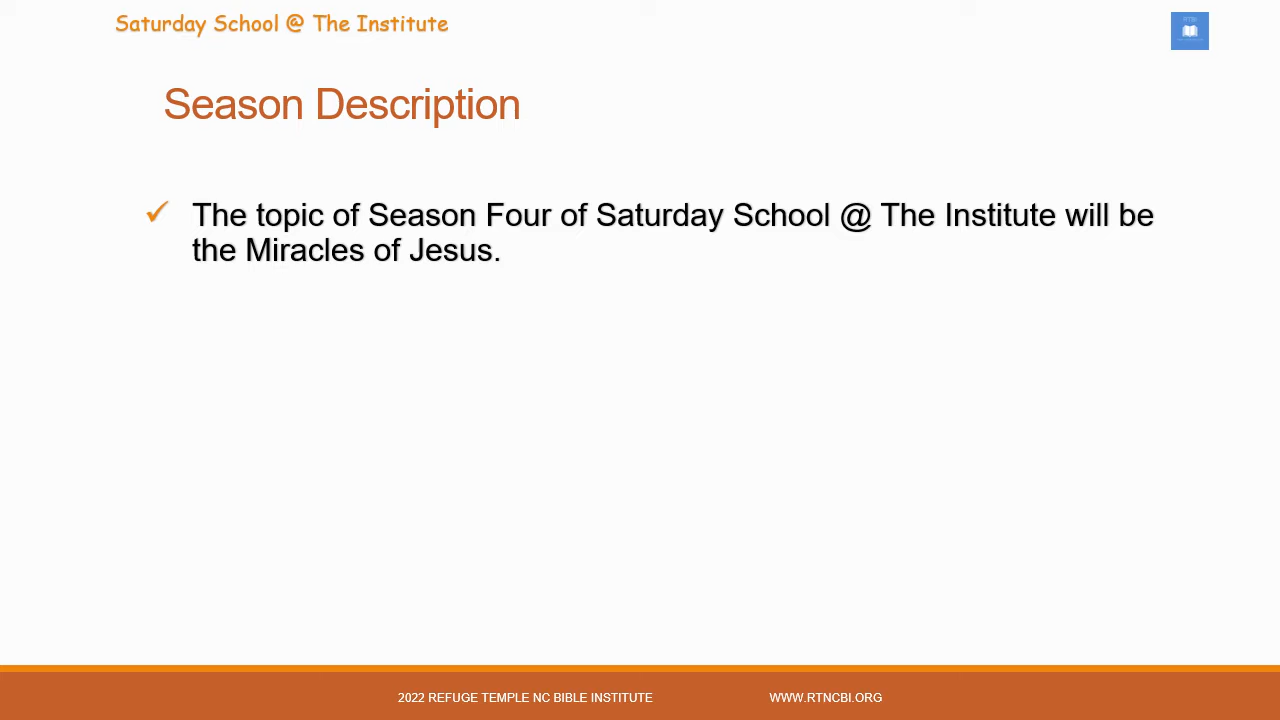 Saturday School @ The Institute
RTBI
Season Description
✓ The topic of Season Four of Saturday School @ The Institute will be
the Miracles of Jesus.
2022 REFUGE TEMPLE NC BIBLE INSTITUTE WWW.RTNCBI.ORG